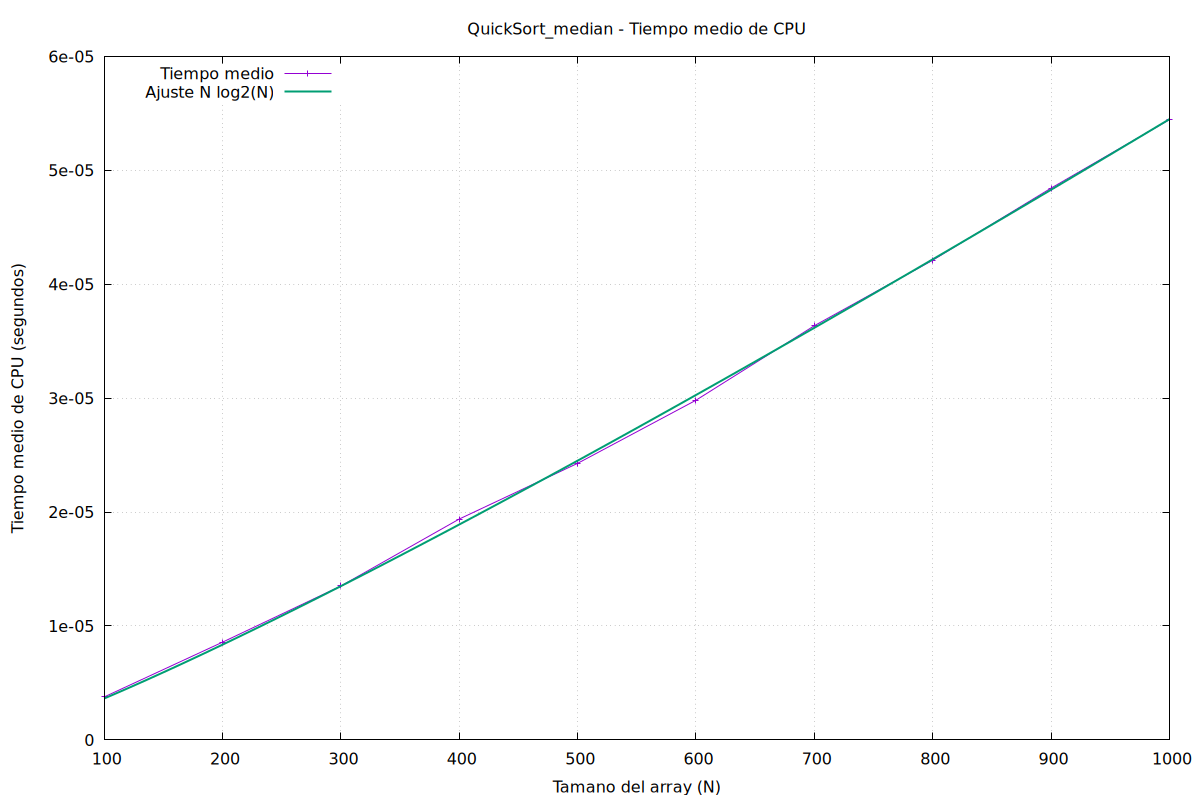 QuickSort_median - Tiempo medio de CPU
Tiempo medio
Ajuste N log2(N)
6e-05
5e-05
4e-05
3e-05
2e-05
1e-05
0
Tiempo medio de CPU (segundos)
100 200 300 400 500 600 700 800 900 1000
Tamano del array (N)